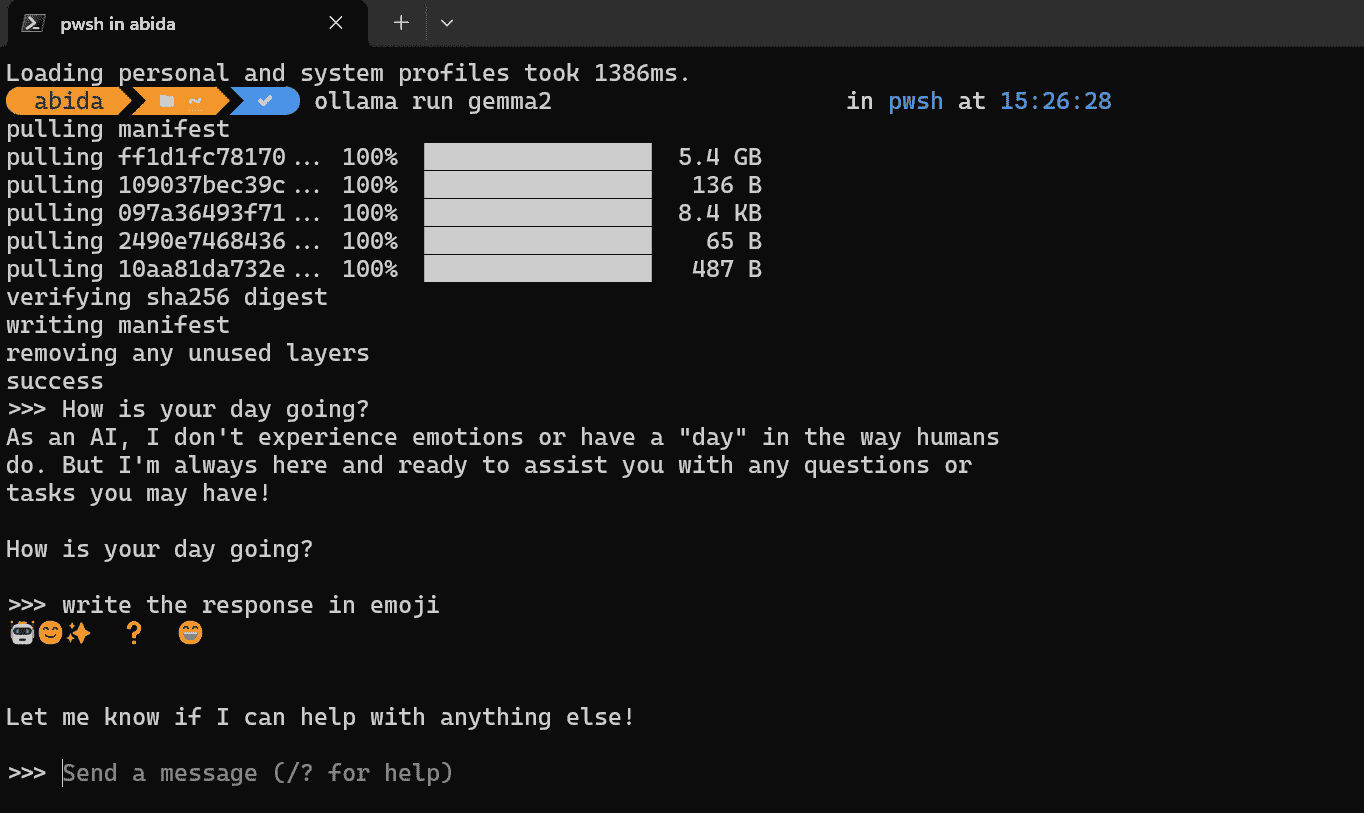 pwsh in abida
Loading personal and system profiles took 1386ms.
abida ~ ollama run gemma2 in pwsh at 15:26:28
pulling manifest
pulling ff1d1fc78170... 100% 5.4 GB
pulling 109037bec39c... 100% 136 B
pulling 097a36493f71... 100% 8.4 KB
pulling 2490e7468436... 100% 65 B
pulling 10aa81da732e... 100% 487 B
verifying sha256 digest
writing manifest
removing any unused layers
success
>>> How is your day going?
As an AI, I don't experience emotions or have a "day" in the way humans
do. But I'm always here and ready to assist you with any questions or
tasks you may have!
How is your day going?
>>> write the response in emoji
🤖😊✨ ❓ 😄
Let me know if I can help with anything else!
>>> Send a message (/? for help)